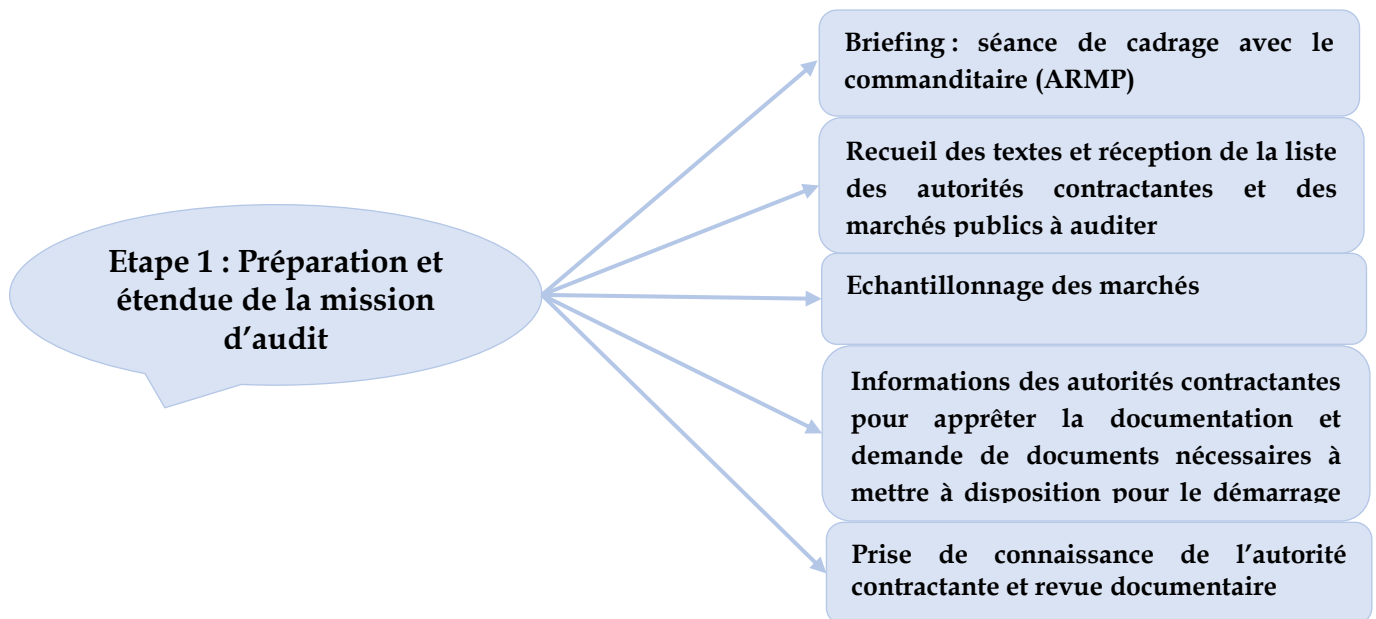 Briefing : séance de cadrage avec le
commanditaire (ARMP)
Recueil des textes et réception de la liste
des autorités contractantes et des
marchés publics à auditer
Etape 1 : Préparation et
étendue de la mission
d’audit
Echantillonnage des marchés
Informations des autorités contractantes
pour apprêter la documentation et
demande de documents nécessaires à
mettre à disposition pour le démarrage
Prise de connaissance de l’autorité
contractante et revue documentaire